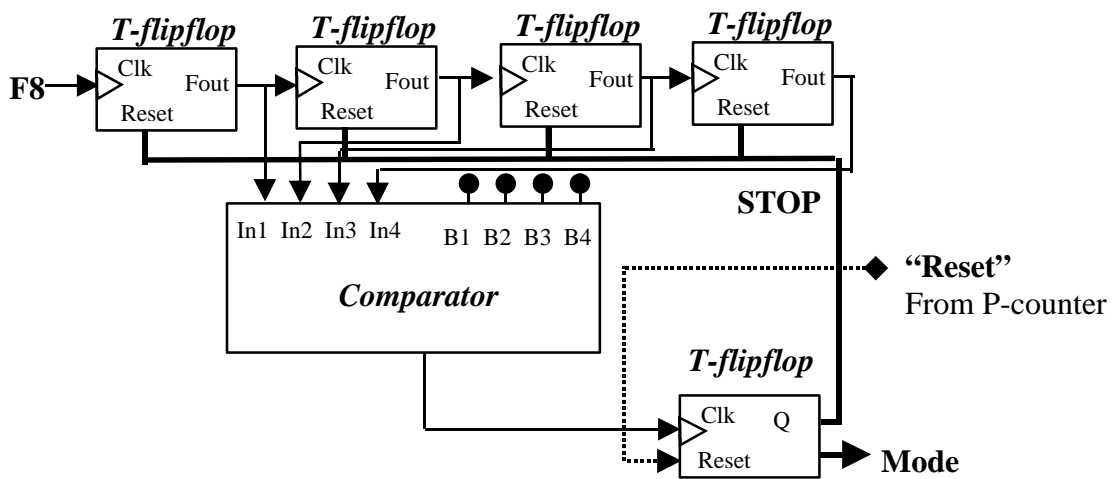 T-flipflop T-flipflop T-flipflop T-flipflop
Clk Clk Clk Clk
F8 Fout Fout Fout Fout
Reset Reset Reset Reset
STOP
In1 In2 In3 In4 B1 B2 B3 B4
“Reset”
Comparator
From P-counter
T-flipflop
Clk Q
Reset
Mode